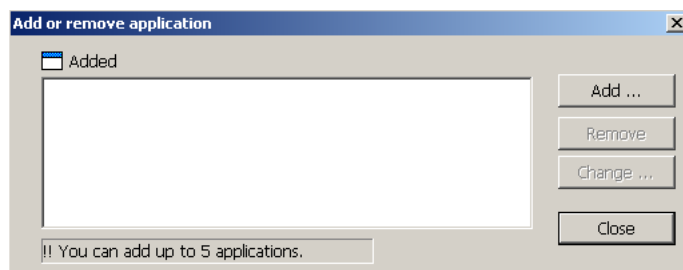 Add or remove application
Added
Add ...
Remove
Change ...
Close
!! You can add up to 5 applications.